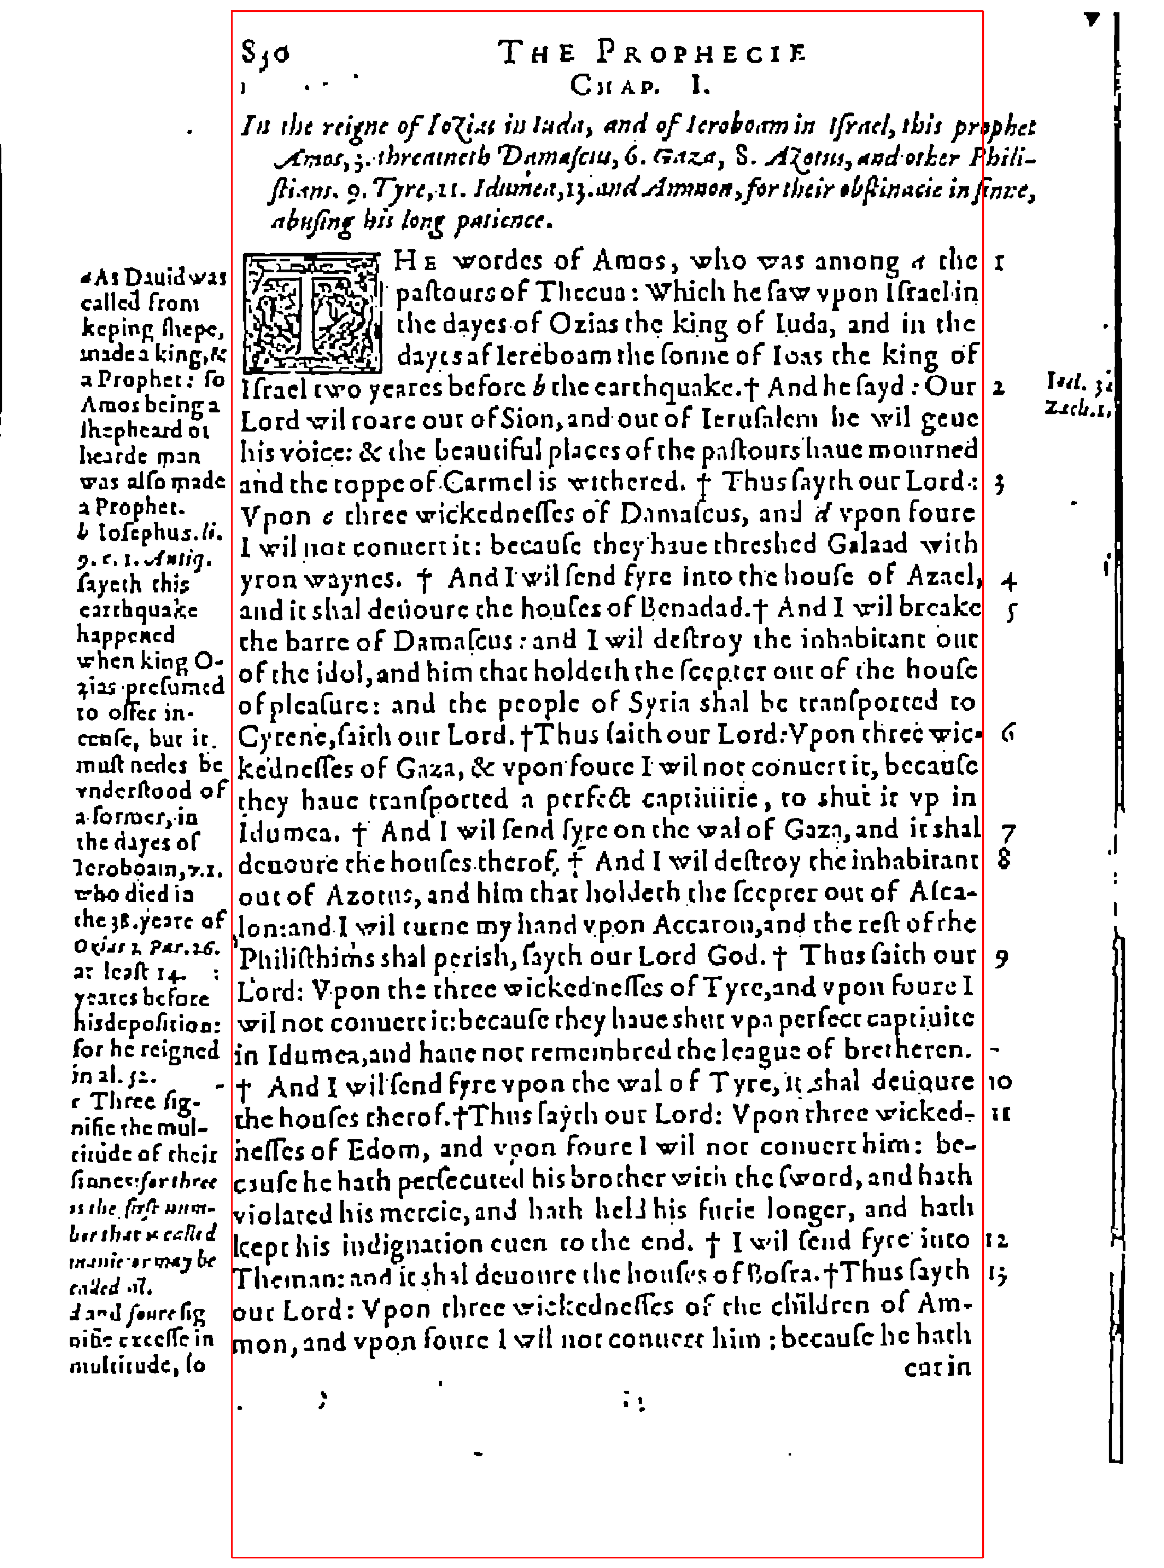 830 THE PROPHECIE
CHAP. I.
In the reigne of Iozias in Iuda, and of Ieroboam in Iſrael, this prophet
Amos, 3. threatneth Damaſcus, 6. Gaza, 8. Azotus, and other Phili-
ſtians. 9. Tyre, 11. Idumea, 13. and Ammon, for their obſtinacie in ſinne,
abuſing his long patience.
THE wordes of Amos, who was among a the 1
paſtours of Thecua: which he ſaw vpon Iſrael in
the dayes of Ozias the king of Iuda, and in the
dayes af Iereboam the ſonne of Ioas the king of
Iſrael two yeares before b the earthquake. † And he ſayd: Our 2
Lord wil roare out of Sion, and out of Ieruſalem he wil geue
his voice: & the beautiful places of the paſtours haue mourned
and the toppe of Carmel is withered. † Thus ſayth our Lord: 3
Vpon c three wickedneſſes of Damaſcus, and d vpon foure
I wil not conuert it: becauſe they haue threshed Galaad with
yron waynes. † And I wil ſend fyre into the houſe of Azael, 4
and it shal deuoure the houſes of Benadad. † And I wil breake 5
the barre of Damaſcus: and I wil deſtroy the inhabitant out
of the idol, and him that holdeth the ſcepter out of the houſe
of pleaſure: and the people of Syria shal be tranſported to
Cyrene, ſaith our Lord. † Thus ſaith our Lord: Vpon three wic- 6
kedneſſes of Gaza, & vpon foure I wil not conuert it, becauſe
they haue tranſported a perfect captiuitie, to shut it vp in
Idumea. † And I wil ſend fyre on the wal of Gaza, and it shal 7
deuoure the houſes therof. † And I wil deſtroy the inhabitant 8
out of Azotus, and him that holdeth the ſcepter out of Aſca-
lon: and I wil turne my hand vpon Accaron, and the reſt of the
Philiſthims shal perish, ſayth our Lord God. † Thus ſaith our 9
Lord: Vpon the three wickedneſſes of Tyre, and vpon foure I
wil not conuert it: becauſe they haue shut vp a perfect captiuite
in Idumea, and haue not remembred the league of bretheren.
† And I wil ſend fyre vpon the wal of Tyre, it shal deuoure 10
the houſes therof. † Thus ſayth our Lord: Vpon three wicked- 11
neſſes of Edom, and vpon foure I wil not conuert him: be-
cauſe he hath perſecuted his brother with the ſword, and hath
violated his mercie, and hath held his furie longer, and hath
kept his indignation euen to the end. † I wil ſend fyre into 12
Theman: and it shal deuoure the houſes of Boſra. † Thus ſayth 13
our Lord: Vpon three wickedneſſes of the children of Am-
mon, and vpon foure I wil not conuert him: becauſe he hath
cut in
a As Dauid was
called from
keping ſhepe,
made a king, &
a Prophet: ſo
Amos being a
ſhepheard or
hearde man
was alſo made
a Prophet.
b Ioſephus. li.
9. c. 1. Antiq.
ſayeth this
earthquake
happened
when king O-
zias preſumed
to offer in-
cenſe, but it
muſt nedes be
vnderſtood of
a former, in
the dayes of
Ieroboam,
who died in
the 38. yeare of
Ozias 2 Par. 26.
at leaſt 14.
yeares before
his depoſition:
for he reigned
in al. 52.
c Three ſig-
nifie the mul-
titude of their
ſinnes: for three
is the firſt num-
ber that is called
manie or may be
called al.
d and foure ſig
nifie exceſſe in
multitude, ſo
Ioel. 3.
Zach. 1.